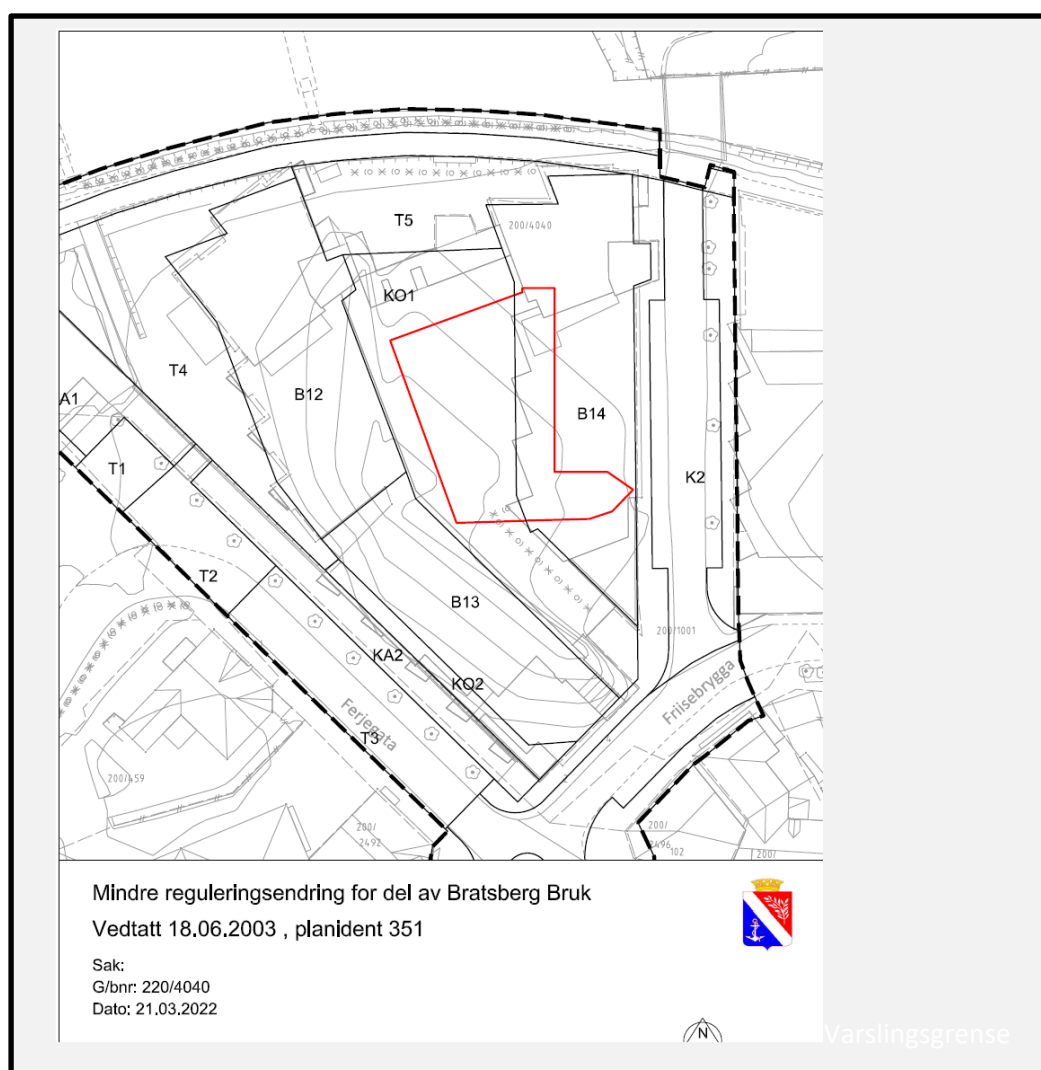 T5
200/4040
KO1
T4
B12
A1
B14
T1
K2
T2
B13
200/1001
KA2
KO2
Friisebrygga
Ferjegata
T3
200/459
200/
2492
200/
2496
102
200/
Mindre reguleringsendring for del av Bratsberg Bruk
Vedtatt 18.06.2003 , planident 351
Sak:
G/bnr: 220/4040
Dato: 21.03.2022
N
Varslingsgrense